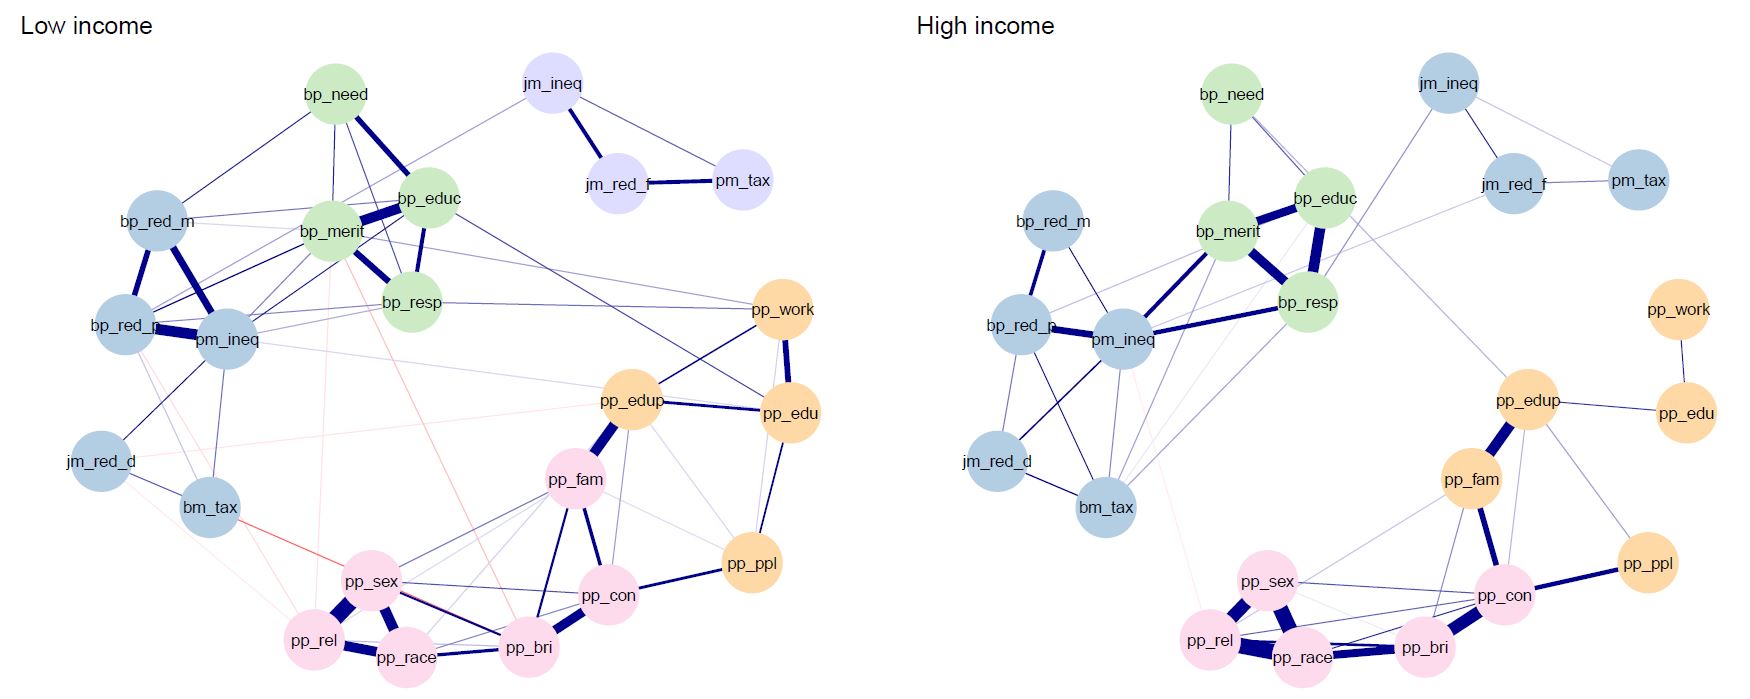 Low income
High income
bp_need
jm_ineq
jm_red_f
pm_tax
bp_educ
bp_red_m
bp_merit
bp_resp
pp_work
bp_red_p
pm_ineq
pp_edup
pp_edu
jm_red_d
pp_fam
bm_tax
pp_ppl
pp_sex
pp_con
pp_rel
pp_race
pp_bri
bp_need
jm_ineq
jm_red_f
pm_tax
bp_educ
bp_red_m
bp_merit
bp_resp
pp_work
bp_red_p
pm_ineq
pp_edup
pp_edu
jm_red_d
pp_fam
bm_tax
pp_ppl
pp_sex
pp_con
pp_rel
pp_race
pp_bri